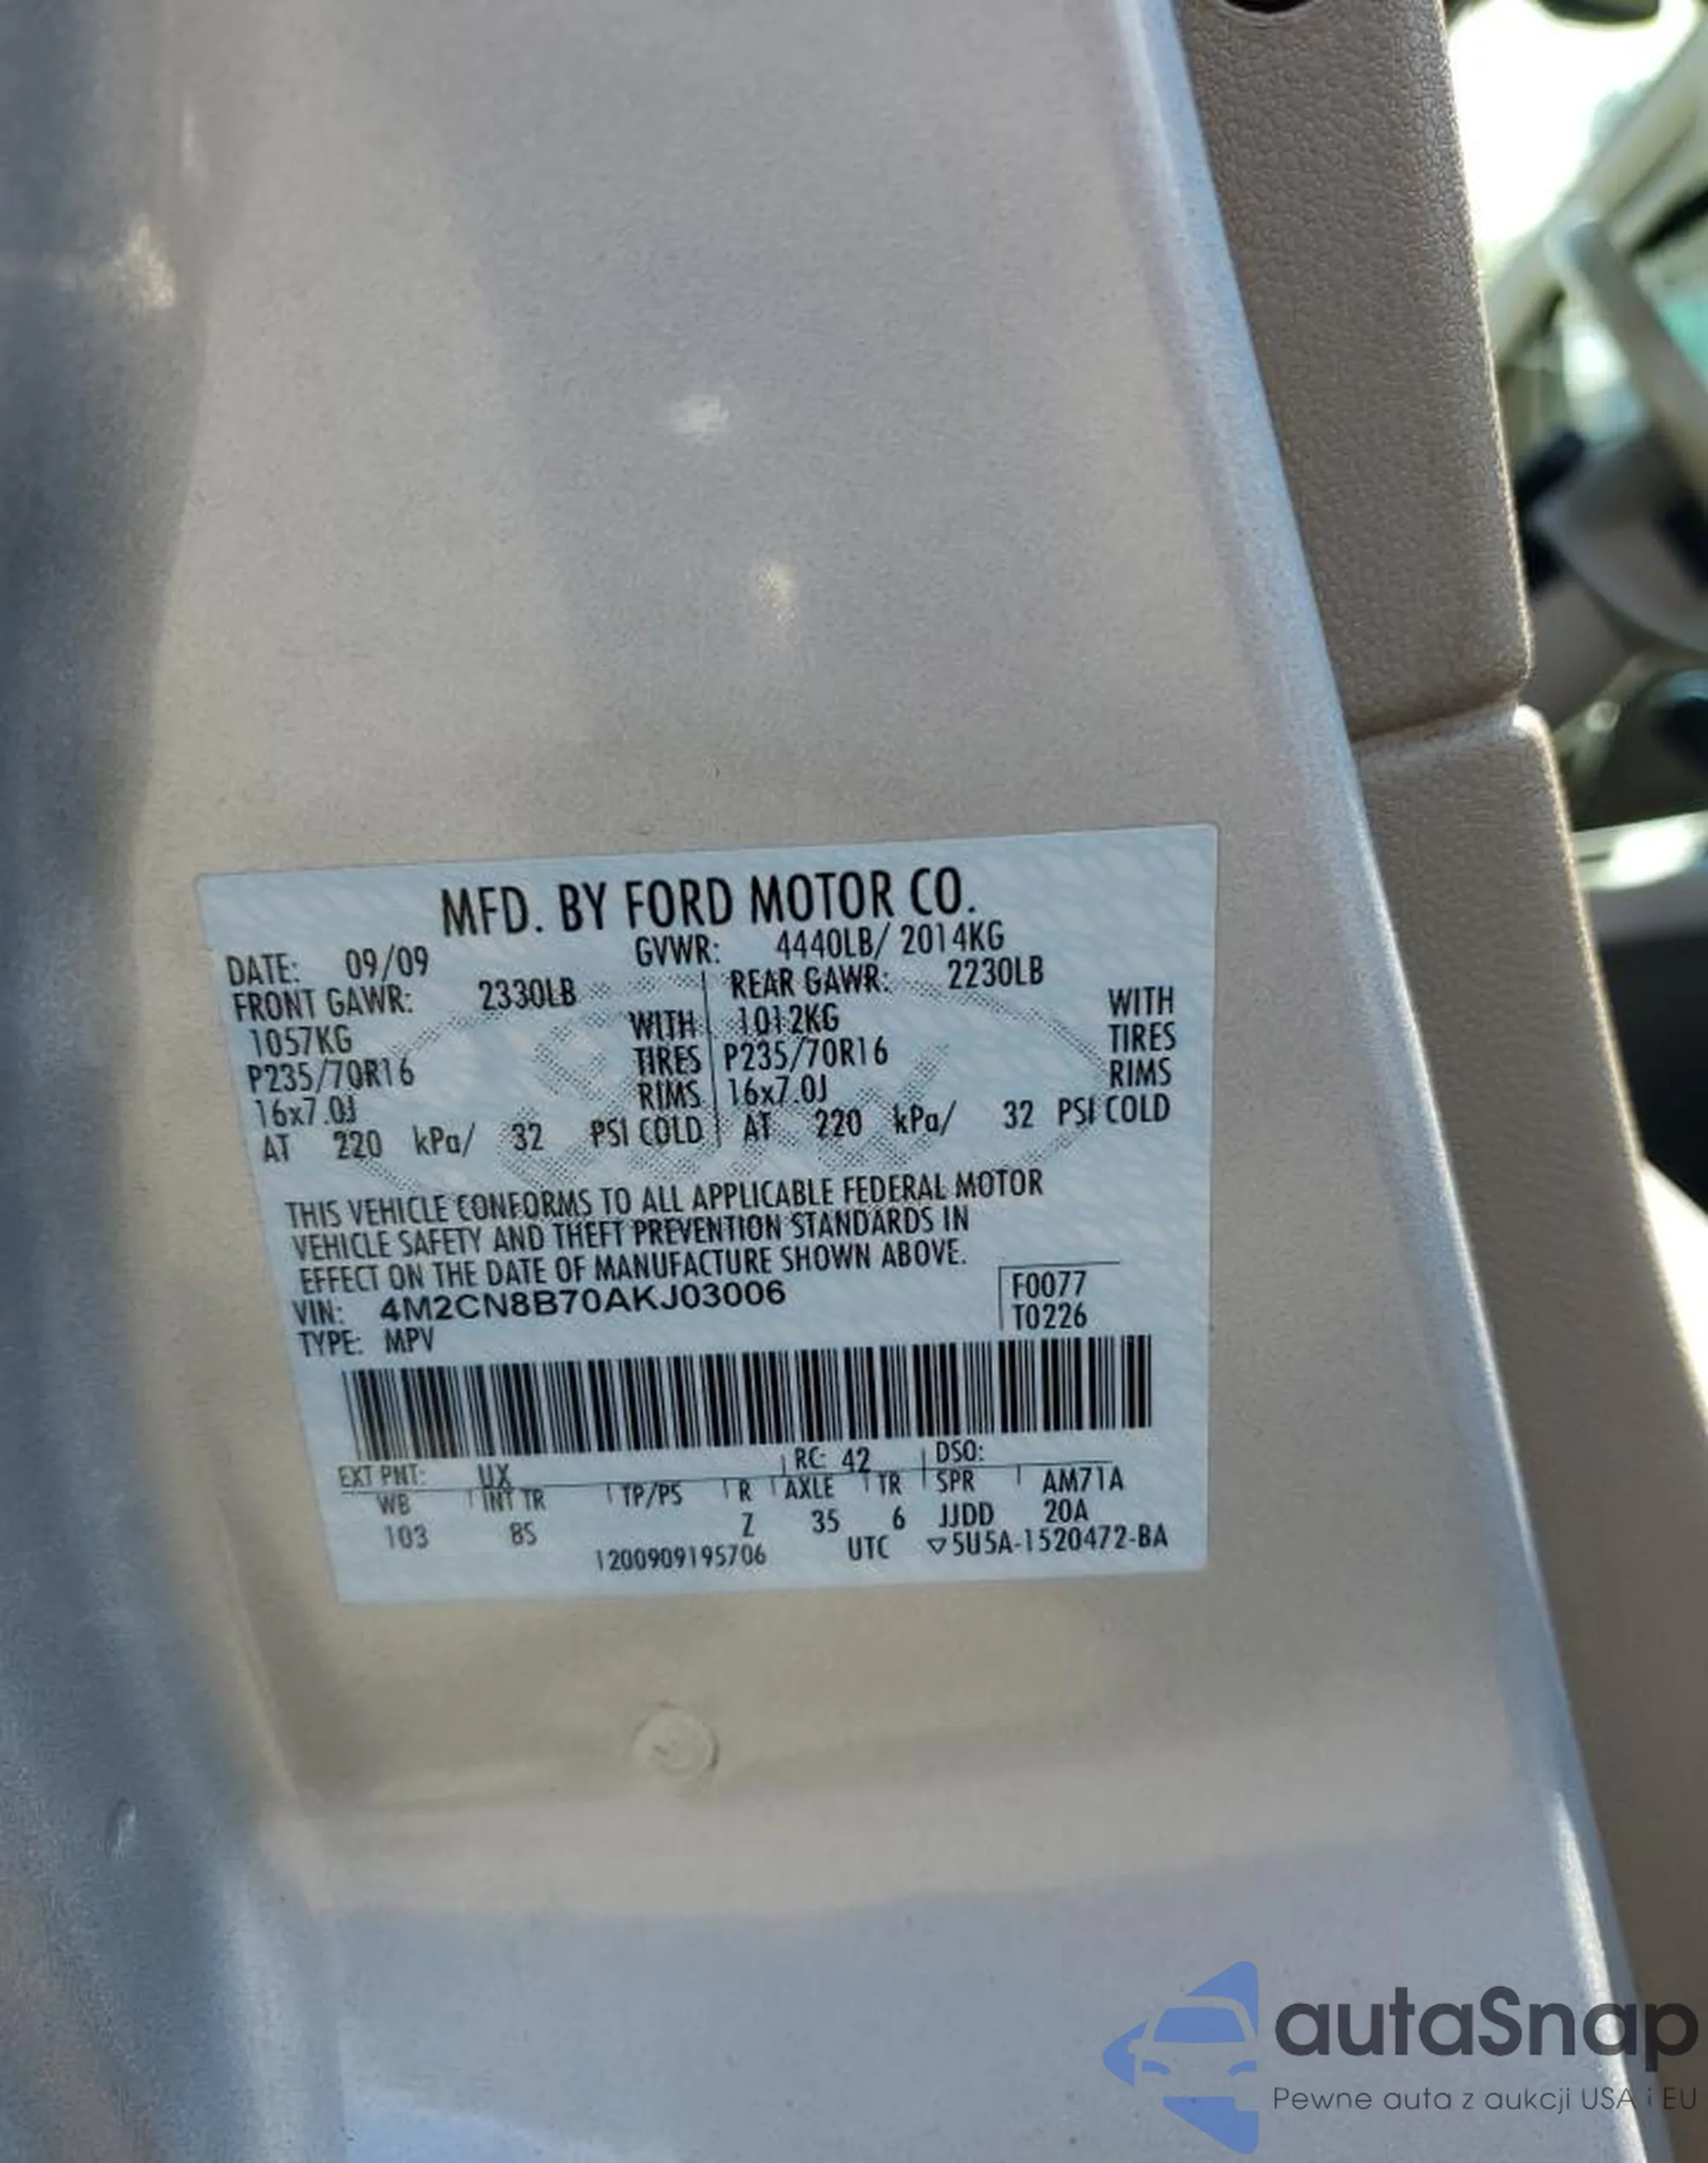 MFD. BY FORD MOTOR CO.
DATE: 09/09 GVWR: 4440LB/ 2014KG
FRONT GAWR: 2330LB REAR GAWR: 2230LB
1057KG WITH 1012KG WITH
P235/70R16 TIRES P235/70R16 TIRES
16x7.0J RIMS 16x7.0J RIMS
AT 220 kPa/ 32 PSI COLD AT 220 kPa/ 32 PSI COLD
THIS VEHICLE CONFORMS TO ALL APPLICABLE FEDERAL MOTOR
VEHICLE SAFETY AND THEFT PREVENTION STANDARDS IN
EFFECT ON THE DATE OF MANUFACTURE SHOWN ABOVE.
VIN: 4M2CN8B70AKJ03006 F0077
TYPE: MPV T0226
EXT PNT: UX RC: 42 DSO:
WB INT TR TP/PS R AXLE TR SPR AM71A
103 BS Z 35 6 JJDD 20A
1200909195706 UTC ▽5U5A-1520472-BA
autaSnap
Pewne auta z aukcji USA i EU